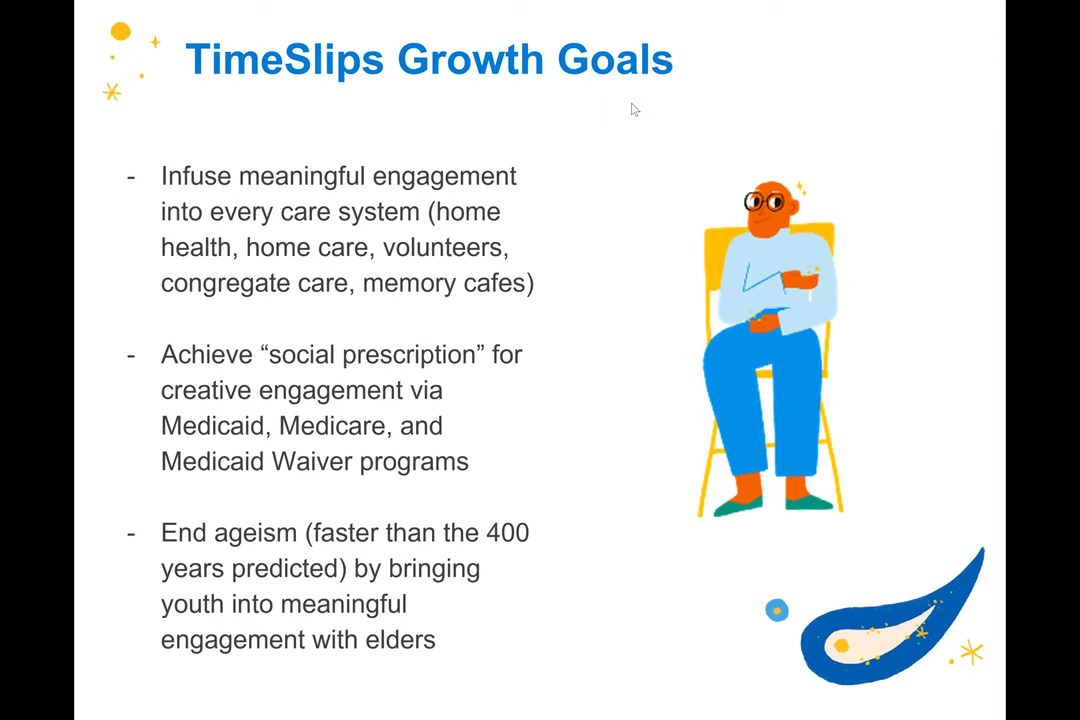 TimeSlips Growth Goals
- Infuse meaningful engagement
into every care system (home
health, home care, volunteers,
congregate care, memory cafes)
- Achieve “social prescription” for
creative engagement via
Medicaid, Medicare, and
Medicaid Waiver programs
- End ageism (faster than the 400
years predicted) by bringing
youth into meaningful
engagement with elders